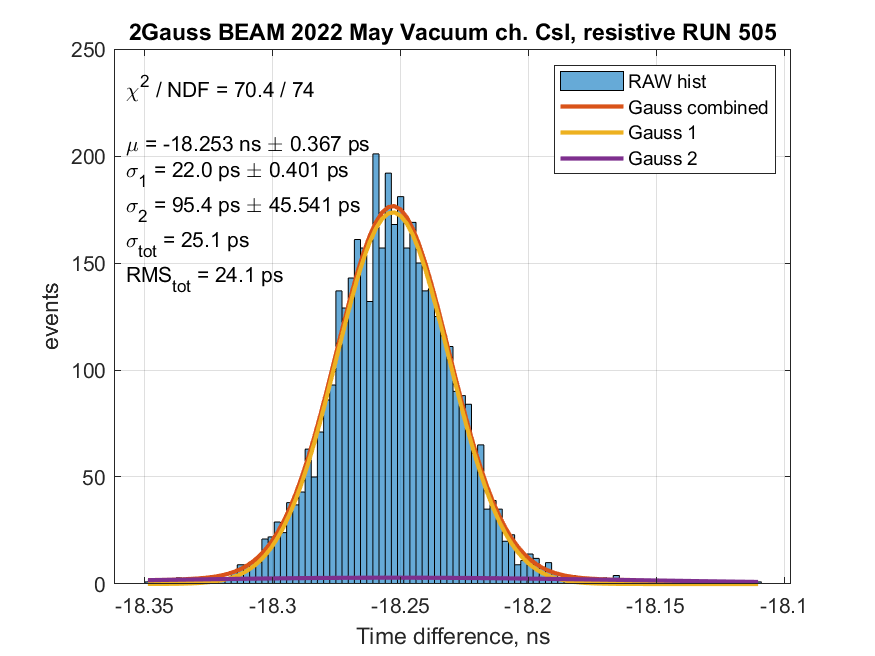 2Gauss BEAM 2022 May Vacuum ch. CsI, resistive RUN 505
250
200
150
100
50
0
events
χ² / NDF = 70.4 / 74
μ = -18.253 ns ± 0.367 ps
σ₁ = 22.0 ps ± 0.401 ps
σ₂ = 95.4 ps ± 45.541 ps
σtot = 25.1 ps
RMStot = 24.1 ps
RAW hist
Gauss combined
Gauss 1
Gauss 2
-18.35 -18.3 -18.25 -18.2 -18.15 -18.1
Time difference, ns